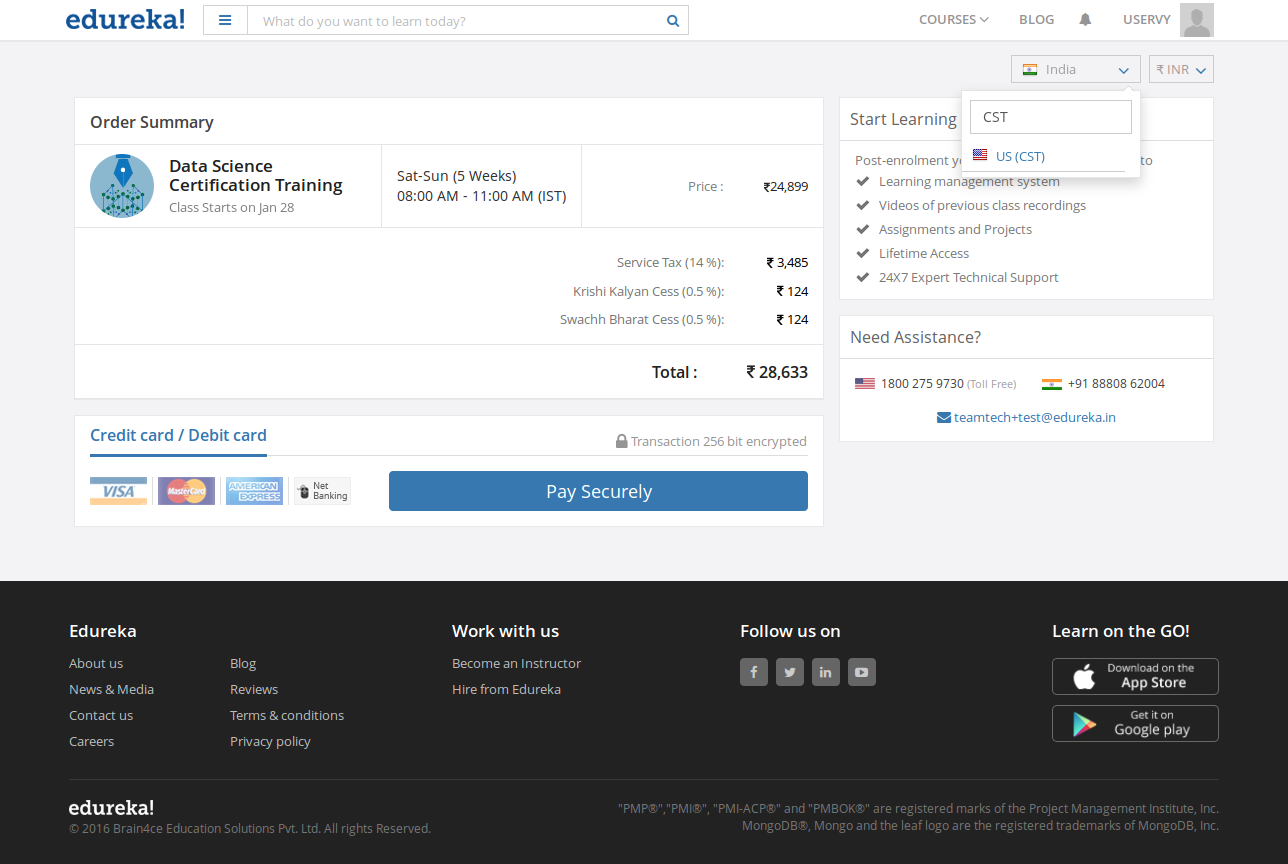 edureka!
What do you want to learn today?
COURSES
BLOG
USERVY
India
₹ INR
CST
US (CST)
Order Summary
Data Science
Certification Training
Class Starts on Jan 28
Sat-Sun (5 Weeks)
08:00 AM - 11:00 AM (IST)
Price :
₹24,899
Service Tax (14 %):
₹ 3,485
Krishi Kalyan Cess (0.5 %):
₹ 124
Swachh Bharat Cess (0.5 %):
₹ 124
Total :
₹ 28,633
Credit card / Debit card
Transaction 256 bit encrypted
VISA
MasterCard
AMERICAN
EXPRESS
Net
Banking
Pay Securely
Start Learning
Post-enrolment
to
Learning management system
Videos of previous class recordings
Assignments and Projects
Lifetime Access
24X7 Expert Technical Support
Need Assistance?
1800 275 9730 (Toll Free)
+91 88808 62004
teamtech+test@edureka.in
Edureka
About us
News & Media
Contact us
Careers
Blog
Reviews
Terms & conditions
Privacy policy
Work with us
Become an Instructor
Hire from Edureka
Follow us on
Learn on the GO!
Download on the
App Store
Get it on
Google play
edureka!
© 2016 Brain4ce Education Solutions Pvt. Ltd. All rights Reserved.
"PMP®","PMI®", "PMI-ACP®" and "PMBOK®" are registered marks of the Project Management Institute, Inc.
MongoDB®, Mongo and the leaf logo are the registered trademarks of MongoDB, Inc.